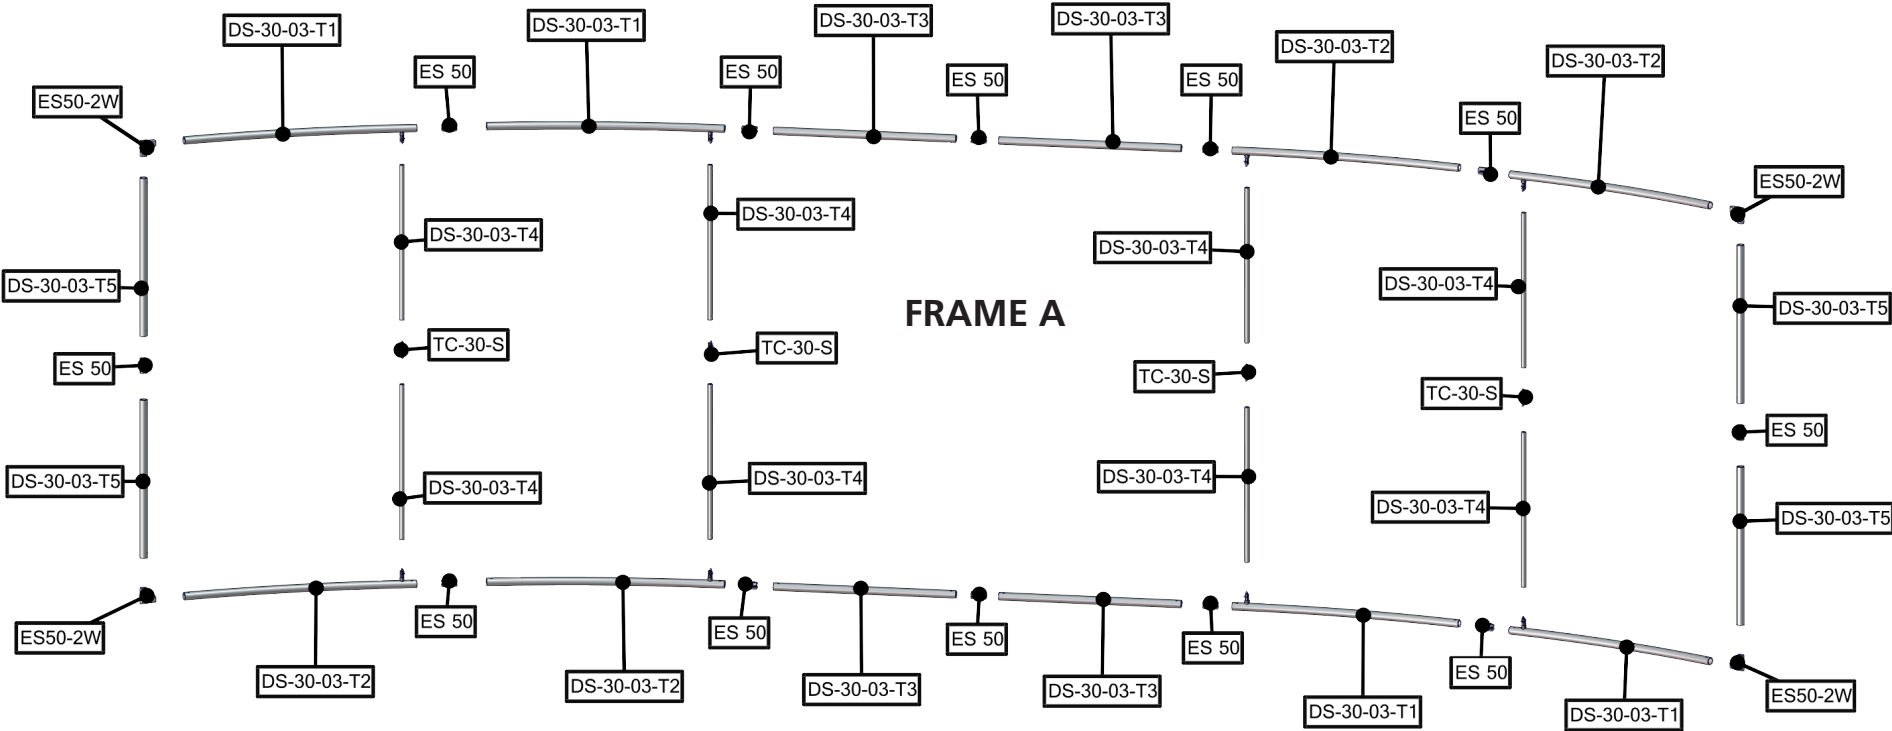 DS-30-03-T1
DS-30-03-T1
DS-30-03-T3
DS-30-03-T3
DS-30-03-T2
DS-30-03-T2
ES50-2W
ES 50
ES 50
ES 50
ES 50
ES 50
ES50-2W
DS-30-03-T4
DS-30-03-T4
DS-30-03-T4
DS-30-03-T4
DS-30-03-T5
FRAME A
DS-30-03-T5
ES 50
TC-30-S
TC-30-S
TC-30-S
TC-30-S
ES 50
DS-30-03-T5
DS-30-03-T4
DS-30-03-T4
DS-30-03-T4
DS-30-03-T4
DS-30-03-T5
ES50-2W
ES 50
ES 50
ES 50
ES 50
ES 50
ES50-2W
DS-30-03-T2
DS-30-03-T2
DS-30-03-T3
DS-30-03-T3
DS-30-03-T1
DS-30-03-T1